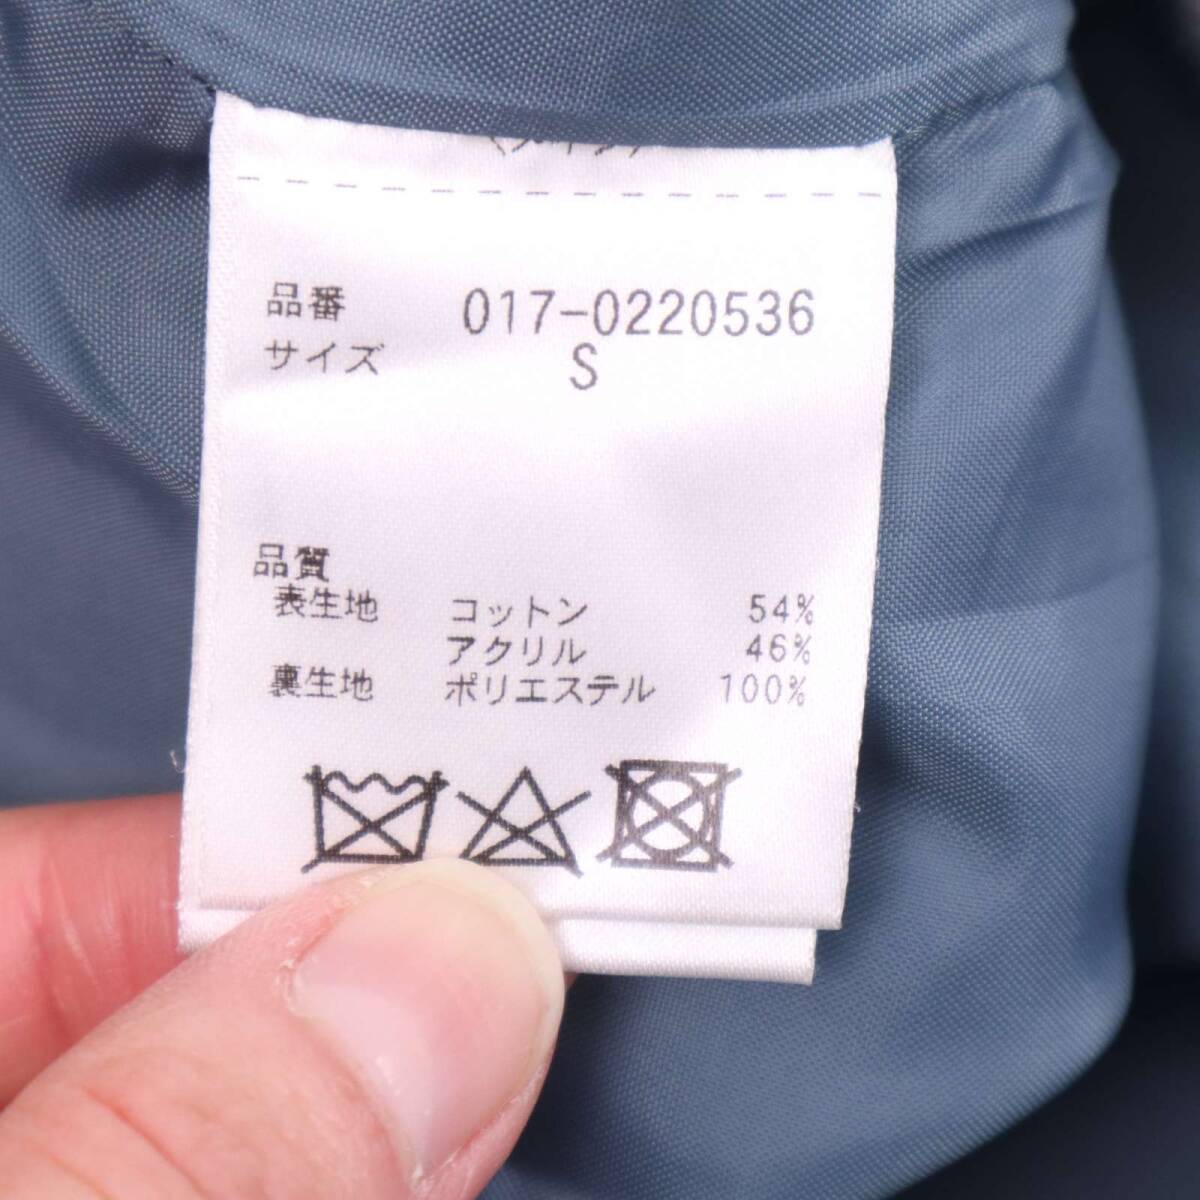 品番 017-0220536
サイズ S
品質
表生地 コットン 54%
アクリル 46%
裏生地 ポリエステル 100%